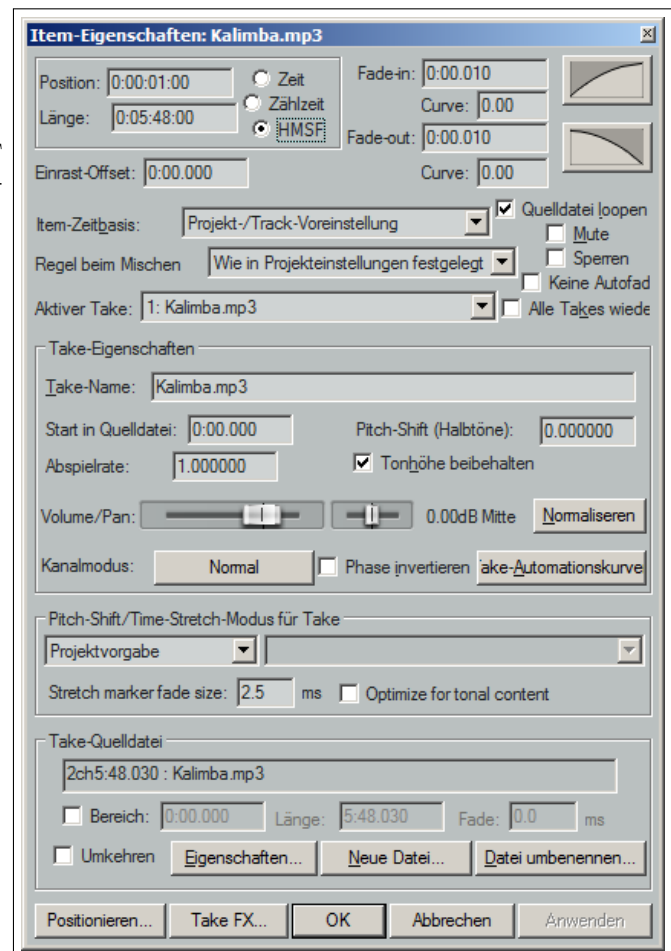 Item-Eigenschaften: Kalimba.mp3
Position: 0:00:01:00 Zeit Fade-in: 0:00.010
Länge: 0:05:48:00 Zählzeit Curve: 0.00
HMSF Fade-out: 0:00.010
Einrast-Offset: 0:00.000 Curve: 0.00
Item-Zeitbasis: Projekt-/Track-Voreinstellung Quelldatei loopen
Mute
Regel beim Mischen Wie in Projekteinstellungen festgelegt Sperren
Keine Autofad
Aktiver Take: 1: Kalimba.mp3 Alle Takes wiede
Take-Eigenschaften
Take-Name: Kalimba.mp3
Start in Quelldatei: 0:00.000 Pitch-Shift (Halbtöne): 0.000000
Abspielrate: 1.000000 Tonhöhe beibehalten
Volume/Pan: 0.00dB Mitte Normaliseren
Kanalmodus: Normal Phase invertieren ake-Automationskurve
Pitch-Shift/Time-Stretch-Modus für Take
Projektvorgabe
Stretch marker fade size: 2.5 ms Optimize for tonal content
Take-Quelldatei
2ch5:48.030 : Kalimba.mp3
Bereich: 0:00.000 Länge: 5:48.030 Fade: 0.0 ms
Umkehren Eigenschaften... Neue Datei... Datei umbenennen...
Positionieren... Take FX... OK Abbrechen Anwenden